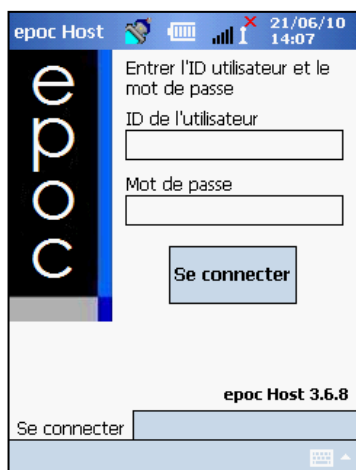 epoc Host
21/06/10
14:07
epoc
Entrer l'ID utilisateur et le
mot de passe
ID de l'utilisateur
Mot de passe
Se connecter
epoc Host 3.6.8
Se connecter